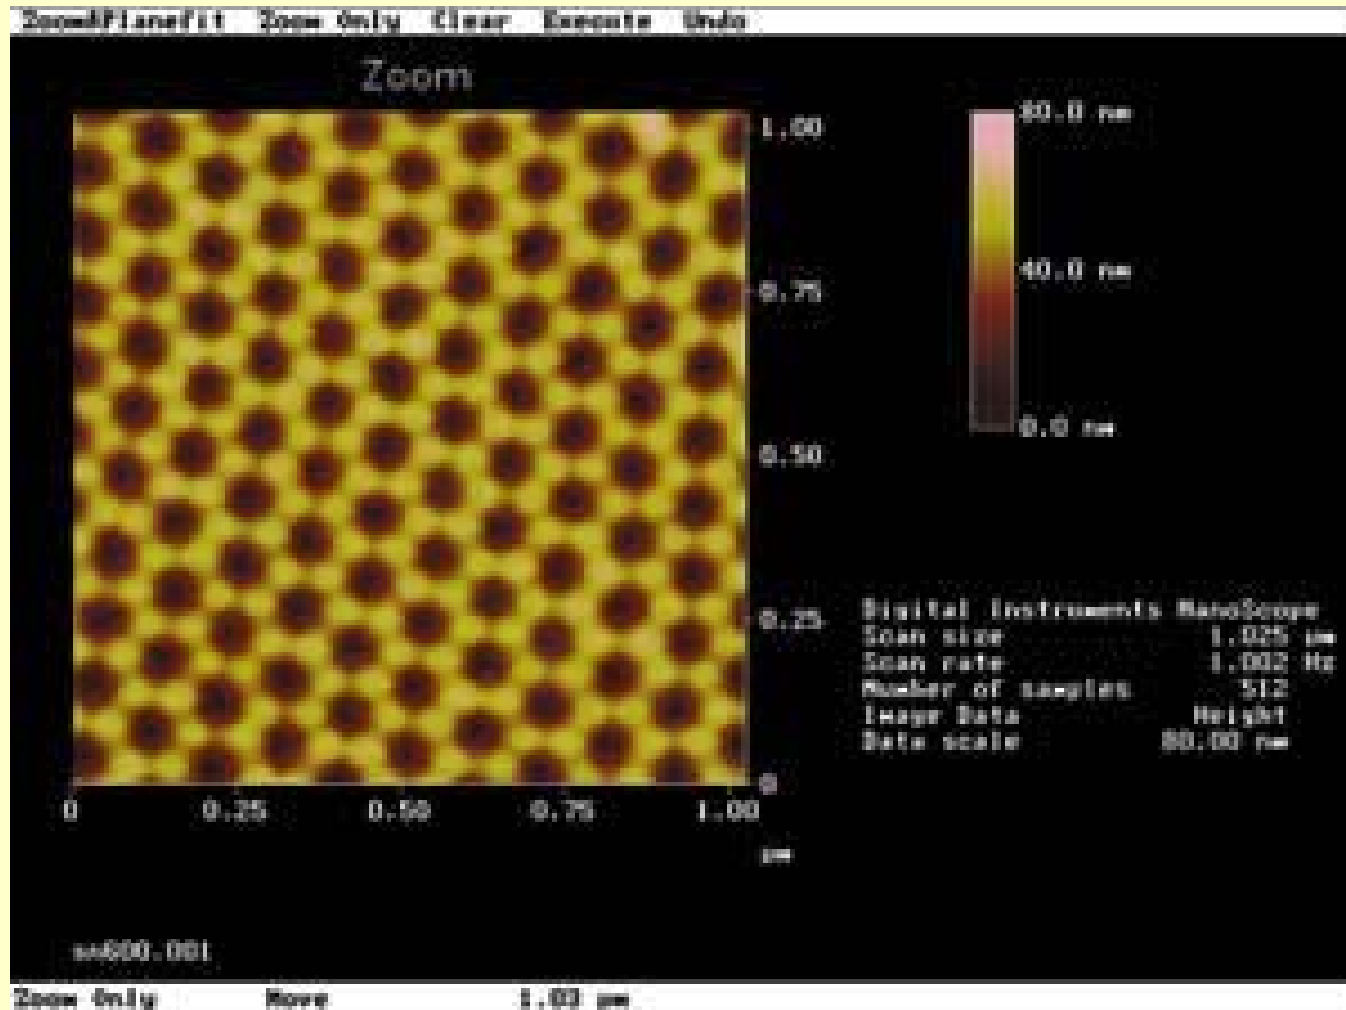 Zoom&Planefit Zoom Only Clear Execute Undo
Zoom
80.0 nm
40.0 nm
0.0 nm
1.00
0.75
0.50
0.25
0
0 0.25 0.50 0.75 1.00
µm
Digital Instruments NanoScope
Scan size 1.025 µm
Scan rate 1.002 Hz
Number of samples 512
Image Data Height
Data scale 80.00 nm
sn600.001
Zoom Only Move 1.03 µm